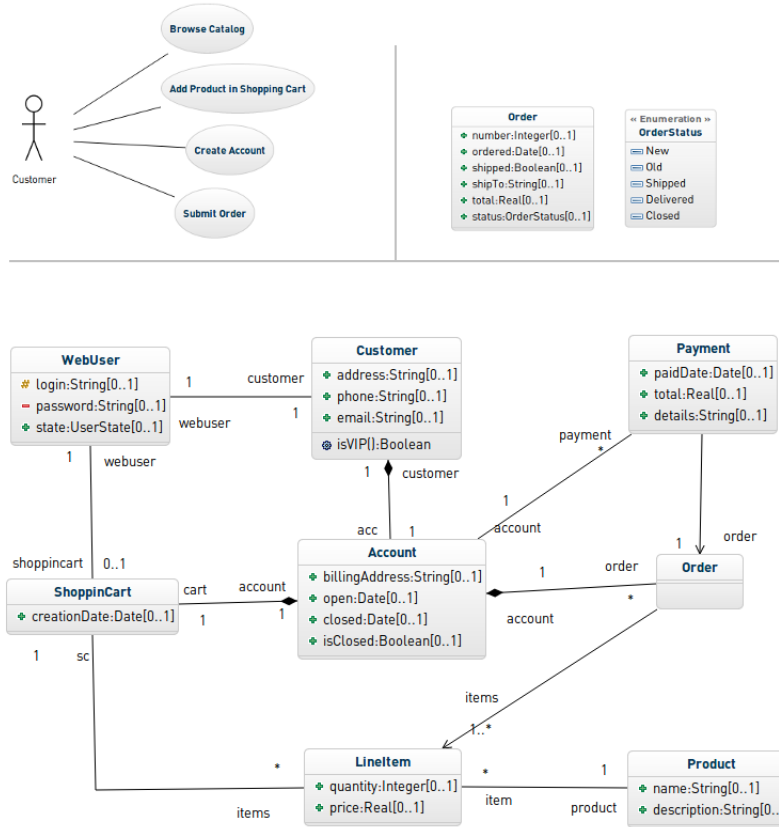 Browse Catalog
Add Product in Shopping Cart
Create Account
Submit Order
Customer
Order
number:Integer[0..1]
ordered:Date[0..1]
shipped:Boolean[0..1]
shipTo:String[0..1]
total:Real[0..1]
status:OrderStatus[0..1]
« Enumeration »
OrderStatus
New
Old
Shipped
Delivered
Closed
WebUser
# login:String[0..1]
password:String[0..1]
state:UserState[0..1]
1
customer
webuser
1
Customer
address:String[0..1]
phone:String[0..1]
email:String[0..1]
isVIP():Boolean
Payment
paidDate:Date[0..1]
total:Real[0..1]
details:String[0..1]
payment
*
1
account
1
webuser
shoppincart
0..1
1
customer
acc
1
1
order
ShoppinCart
creationDate:Date[0..1]
cart
account
1
1
Account
billingAddress:String[0..1]
open:Date[0..1]
closed:Date[0..1]
isClosed:Boolean[0..1]
1
order
account
*
Order
1
sc
items
1..*
*
items
LineItem
quantity:Integer[0..1]
price:Real[0..1]
*
item
1
product
Product
name:String[0..1]
description:String[0..